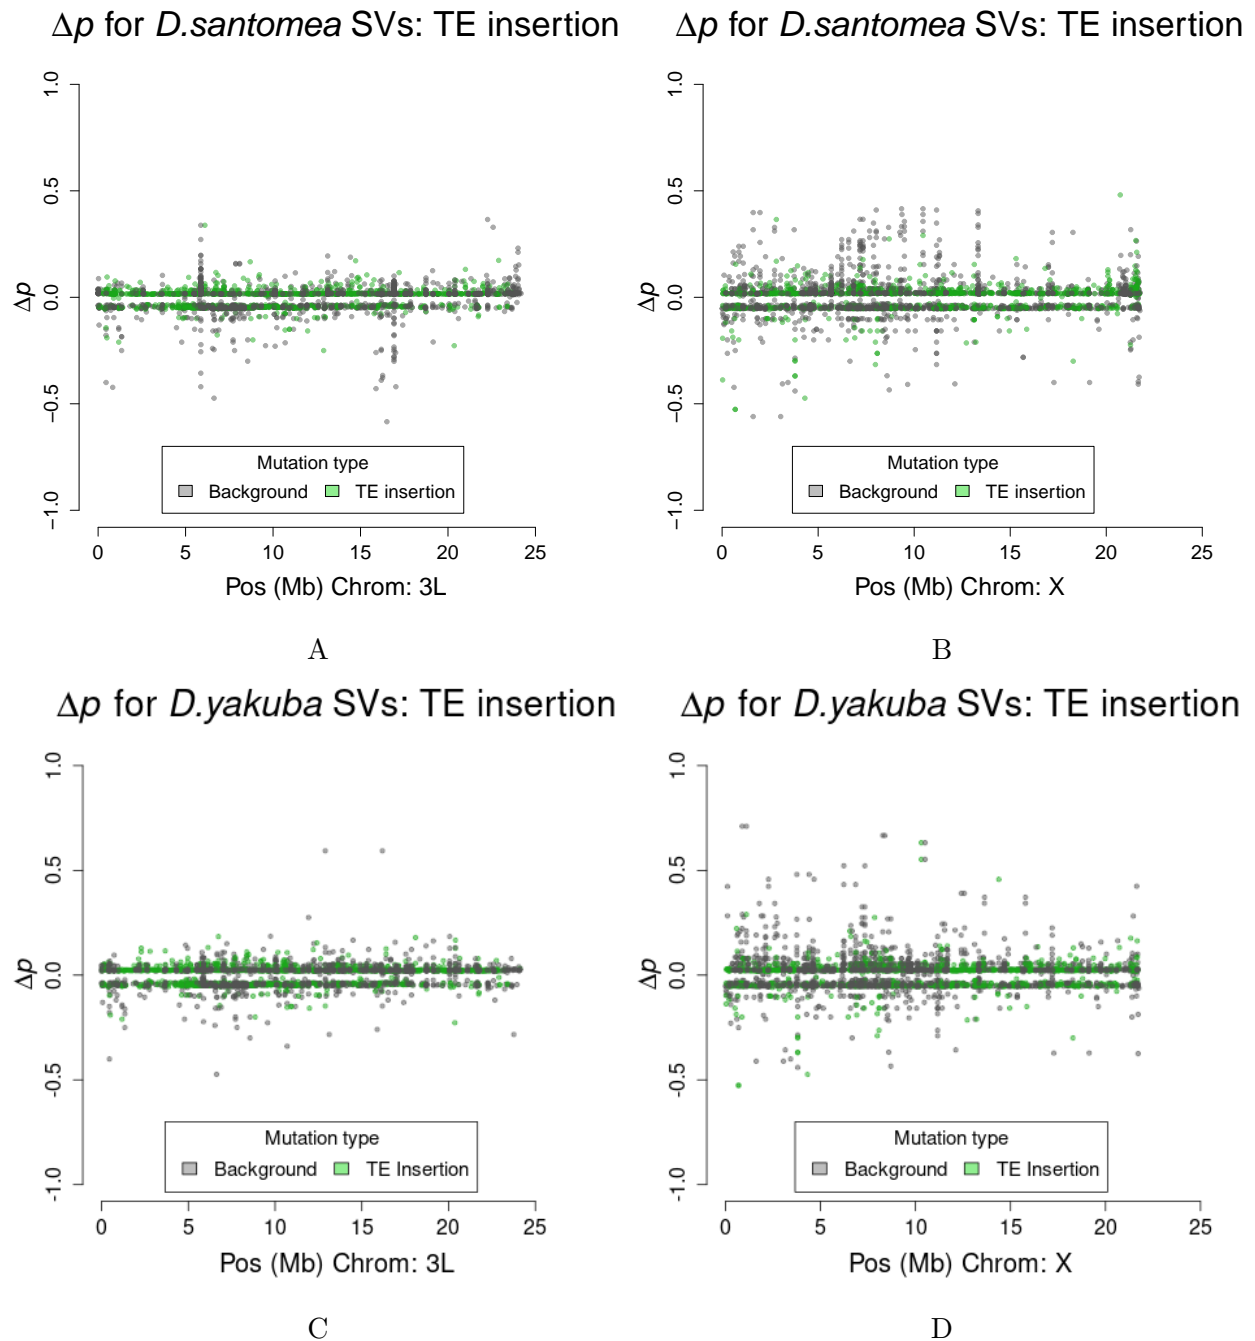 Δp for D.santomea SVs: TE insertion
1.0
0.5
0.0
−0.5
−1.0
Δp
Mutation type
Background TE insertion
0 5 10 15 20 25
Pos (Mb) Chrom: 3L
A
Δp for D.santomea SVs: TE insertion
1.0
0.5
0.0
−0.5
−1.0
Δp
Mutation type
Background TE insertion
0 5 10 15 20 25
Pos (Mb) Chrom: X
B
Δp for D.yakuba SVs: TE insertion
1.0
0.5
0.0
-0.5
-1.0
Δp
Mutation type
Background TE Insertion
0 5 10 15 20 25
Pos (Mb) Chrom: 3L
C
Δp for D.yakuba SVs: TE insertion
1.0
0.5
0.0
-0.5
-1.0
Δp
Mutation type
Background TE Insertion
0 5 10 15 20 25
Pos (Mb) Chrom: X
D